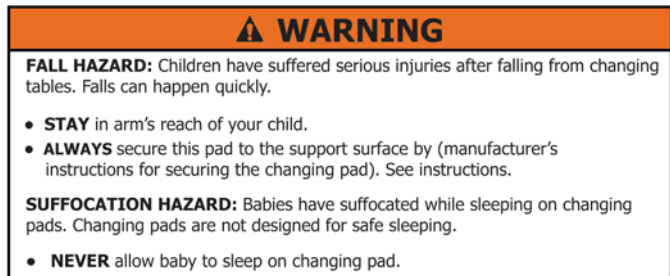 ⚠ WARNING
FALL HAZARD: Children have suffered serious injuries after falling from changing
tables. Falls can happen quickly.
• STAY in arm’s reach of your child.
• ALWAYS secure this pad to the support surface by (manufacturer’s
instructions for securing the changing pad). See instructions.
SUFFOCATION HAZARD: Babies have suffocated while sleeping on changing
pads. Changing pads are not designed for safe sleeping.
• NEVER allow baby to sleep on changing pad.